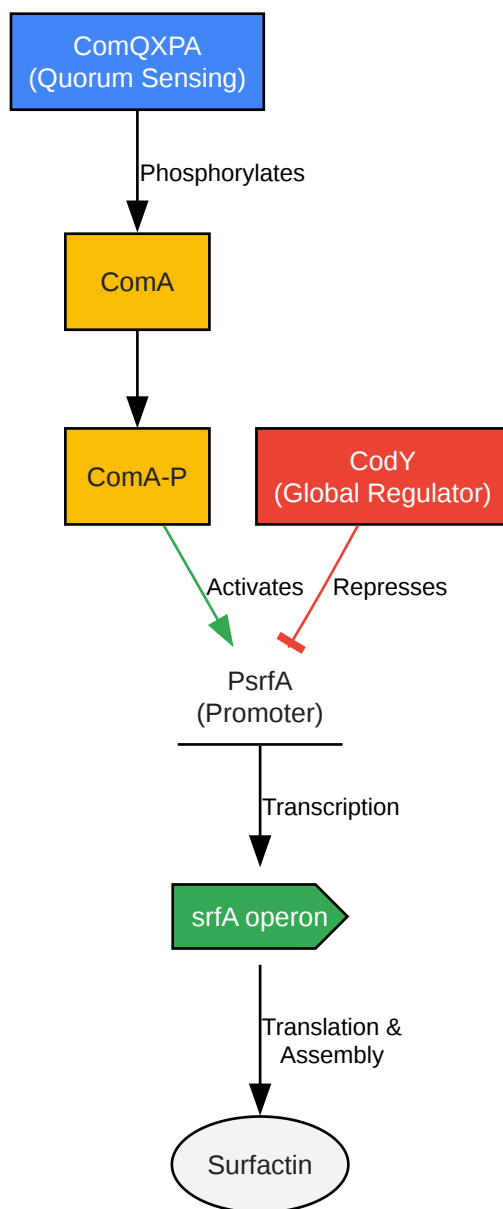 ComQXPA
(Quorum Sensing)
Phosphorylates
ComA
ComA-P
CodY
(Global Regulator)
Activates
Represses
PsrfA
(Promoter)
Transcription
srfA operon
Translation &
Assembly
Surfactin